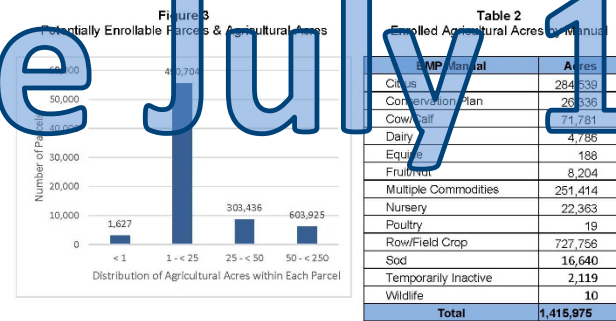 Figure 3
Potentially Enrollable Parcels & Agricultural Acres
60,000
50,000
40,000
30,000
20,000
10,000
0
Number of Parcels
490,704
1,627
303,436
603,925
< 1
1 - < 25
25 - < 50
50 - < 250
Distribution of Agricultural Acres within Each Parcel
Table 2
Enrolled Agricultural Acres by Manual
BMP Manual Acres
Citrus 284,539
Conservation Plan 26,336
Cow/Calf 71,781
Dairy 4,786
Equine 188
Fruit/Nut 8,204
Multiple Commodities 251,414
Nursery 22,363
Poultry 19
Row/Field Crop 727,756
Sod 16,640
Temporarily Inactive 2,119
Wildlife 10
Total 1,415,975
e July 1